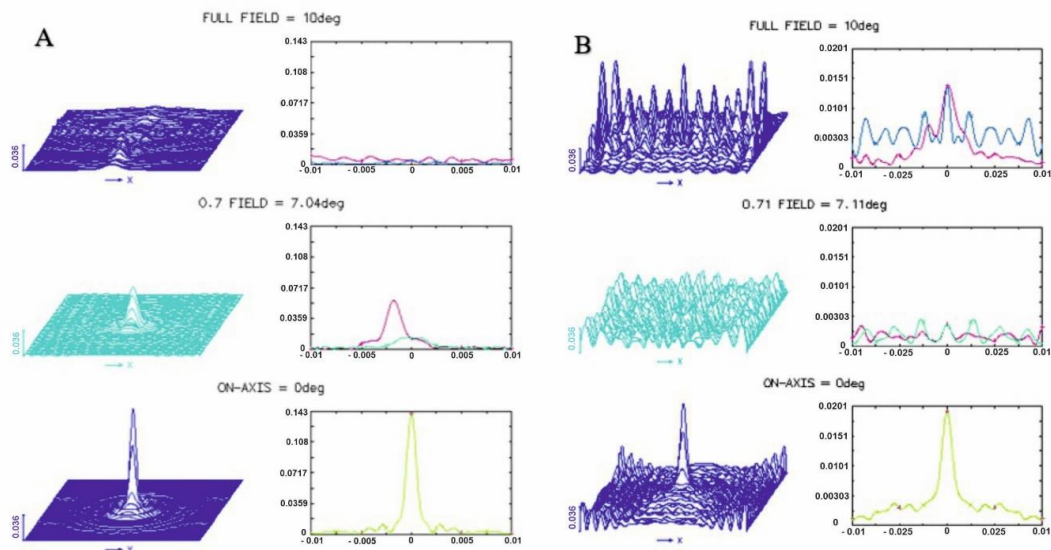 A
FULL FIELD = 10deg
0.143
0.108
0.0717
0.0359
0
-0.01 -0.005 0 0.005 0.01
0.036
X
0.7 FIELD = 7.04deg
0.143
0.108
0.0717
0.0359
0
-0.01 -0.005 0 0.005 0.01
0.036
X
ON-AXIS = 0deg
0.143
0.108
0.0717
0.0359
0
-0.01 -0.005 0 0.005 0.01
0.036
X
B
FULL FIELD = 10deg
0.0201
0.0151
0.0101
0.00303
0
-0.01 -0.025 0 0.025 0.01
0.036
X
0.71 FIELD = 7.11deg
0.0201
0.0151
0.0101
0.00303
0
-0.01 -0.025 0 0.025 0.01
0.036
X
ON-AXIS = 0deg
0.0201
0.0151
0.0101
0.00303
0
-0.01 -0.025 0 0.025 0.01
0.036
X